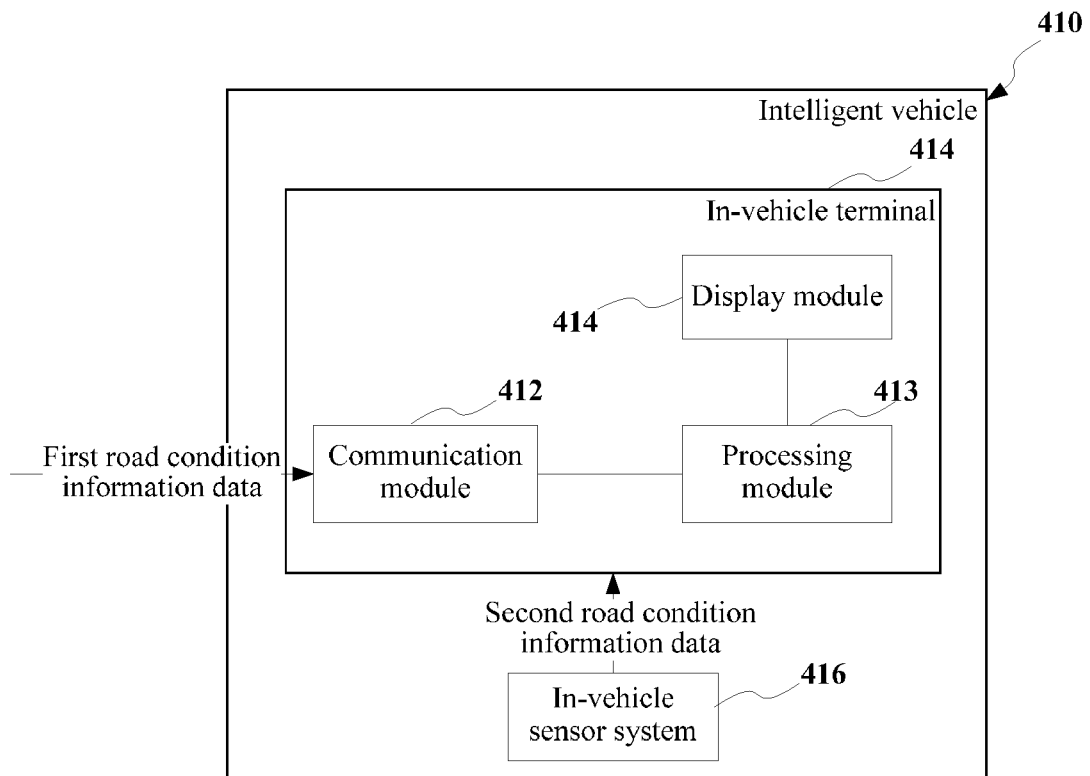 410
Intelligent vehicle
414
In-vehicle terminal
Display module
414
412
413
First road condition
information data
Communication
module
Processing
module
Second road condition
information data
416
In-vehicle
sensor system